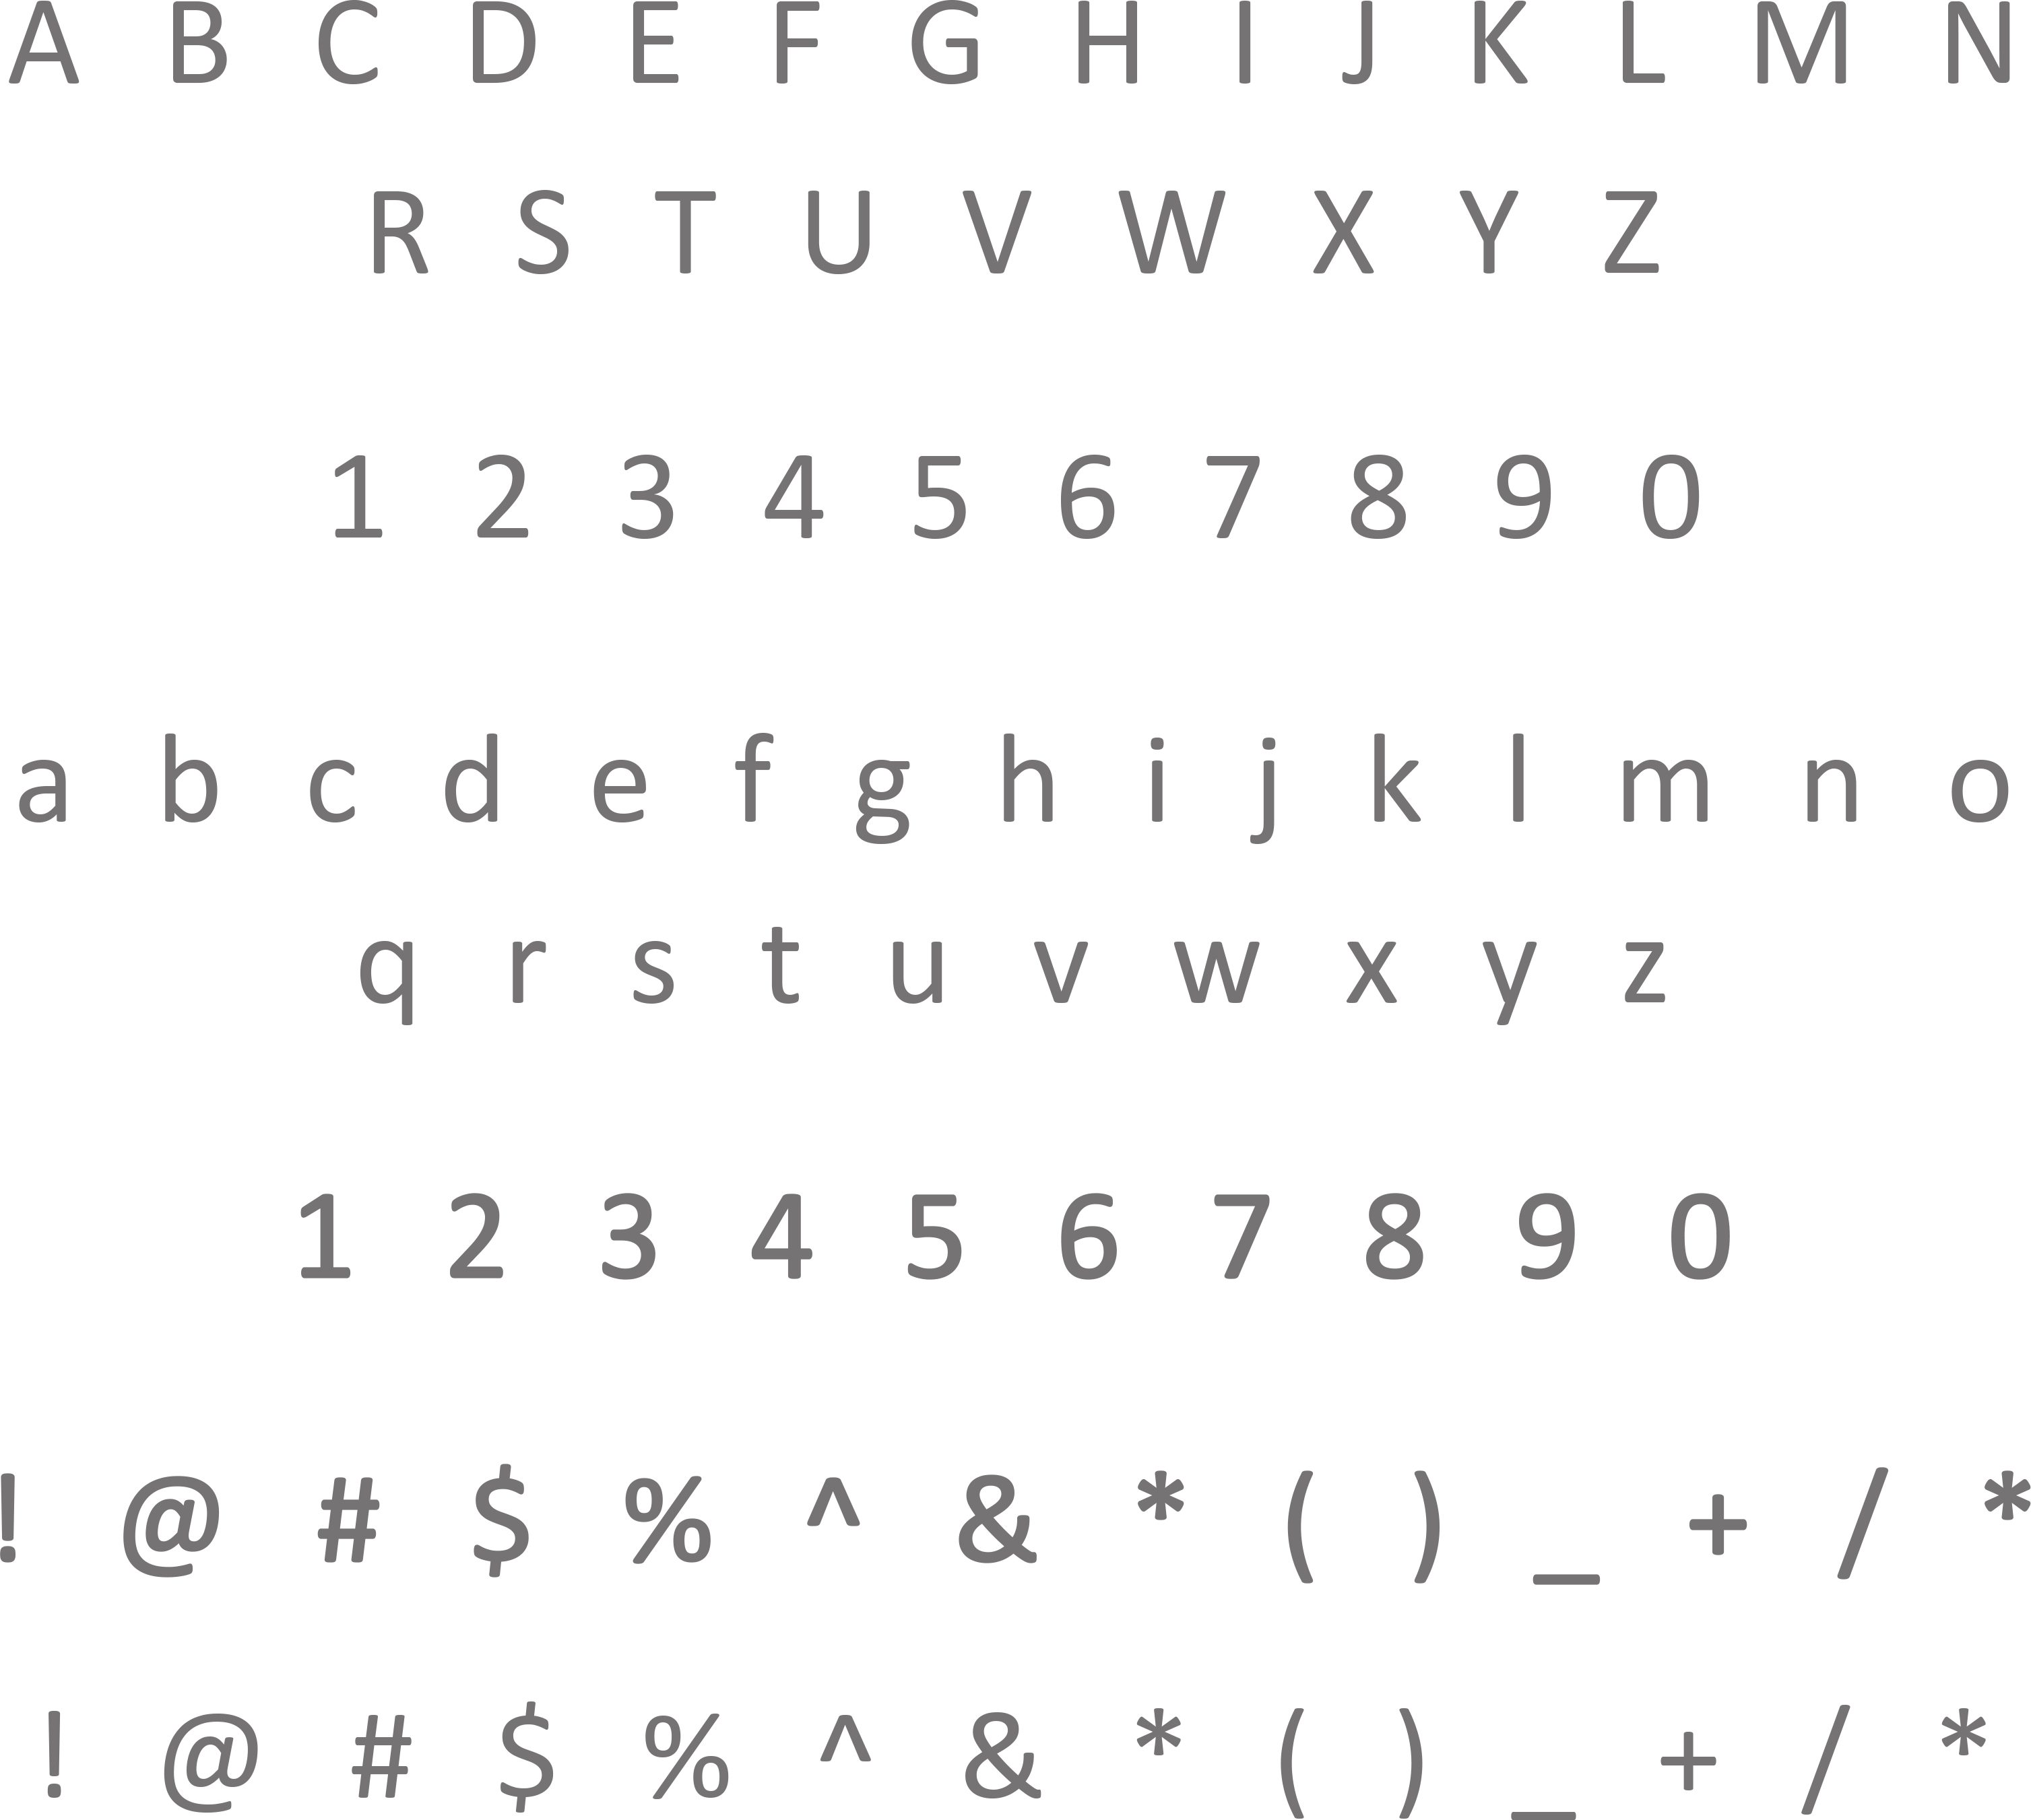 A B C D E F G H I J K L M N
R S T U V W X Y Z
1 2 3 4 5 6 7 8 9 0
a b c d e f g h i j k l m n o
q r s t u v w x y z
1 2 3 4 5 6 7 8 9 0
! @ # $ % ^ & * ( ) _ + / *
! @ # $ % ^ & * ( ) _ + / *